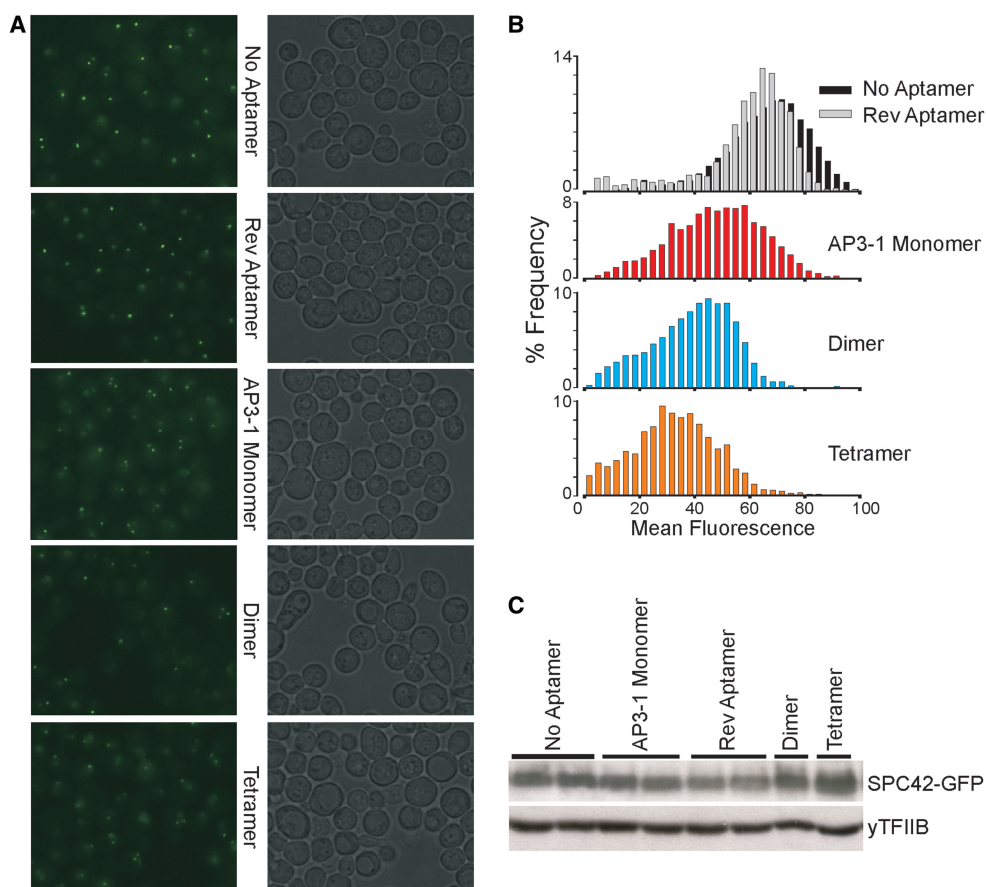 A
No Aptamer
Rev Aptamer
AP3-1 Monomer
Dimer
Tetramer
B
% Frequency
14
0
No Aptamer
Rev Aptamer
8
0
AP3-1 Monomer
10
0
Dimer
10
0
Tetramer
0 20 40 60 80 100
Mean Fluorescence
C
No Aptamer
AP3-1 Monomer
Rev Aptamer
Dimer
Tetramer
SPC42-GFP
yTFIIB